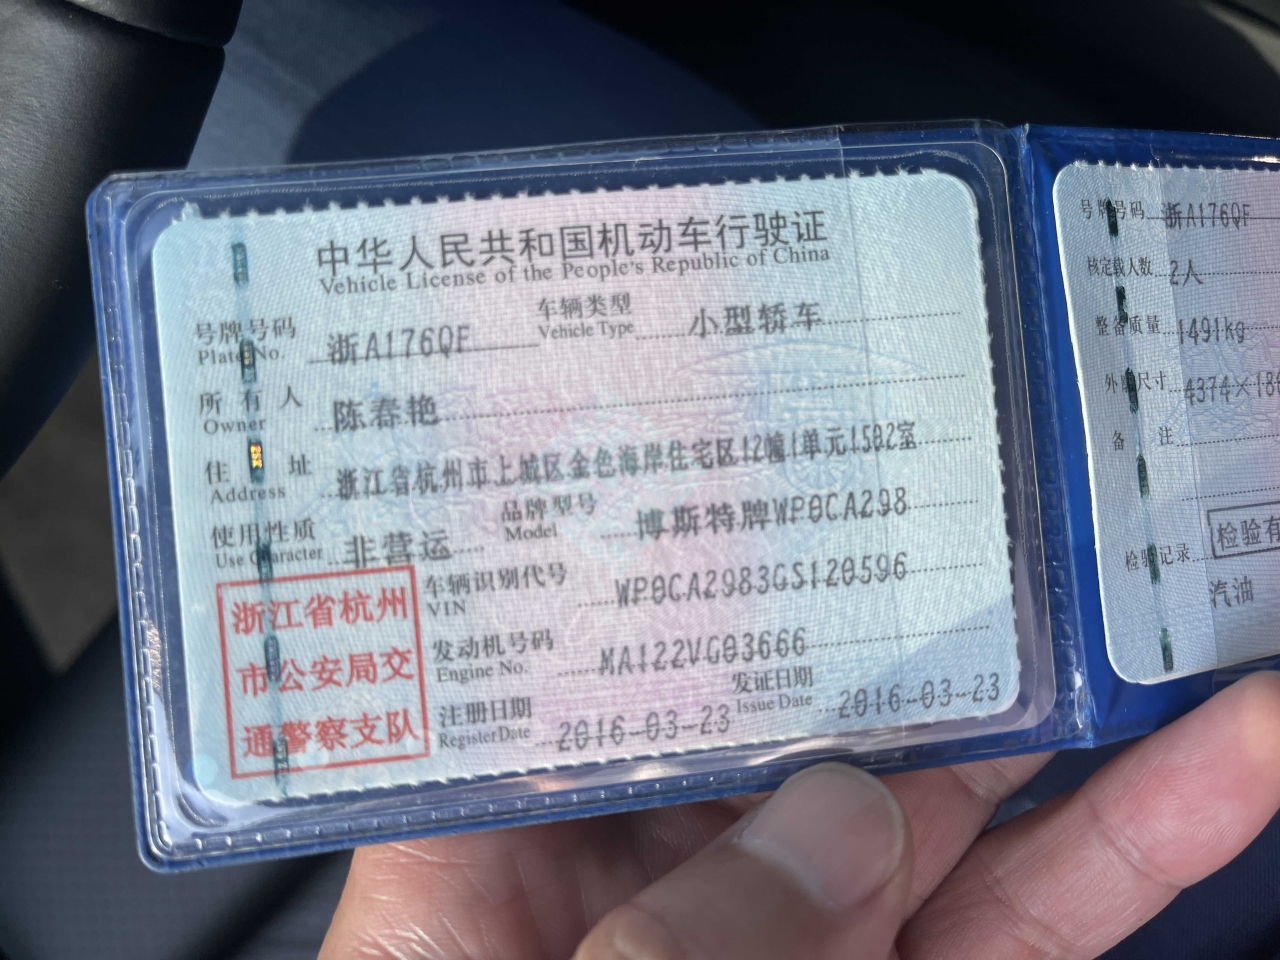 中华人民共和国机动车行驶证
Vehicle License of the People's Republic of China
号牌号码 浙A176QF 车辆类型 小型轿车
Plate No. Vehicle Type
所有人 陈春艳
Owner
住址 浙江省杭州市上城区金色海岸住宅区12幢1单元1502室
Address
使用性质 非营运 品牌型号 博斯特牌WP0CA298
Use Character Model
浙江省杭州
市公安局交
通警察支队
车辆识别代号 WP0CA2983GS120596
VIN
发动机号码 MA122VG03666
Engine No.
注册日期 2016-03-23 发证日期 2016-03-23
Register Date Issue Date
号牌号码 浙A176QF
核定载人数 2人
整备质量 1491kg
外廓尺寸 4374×18
备注
检验记录 检验有
汽油